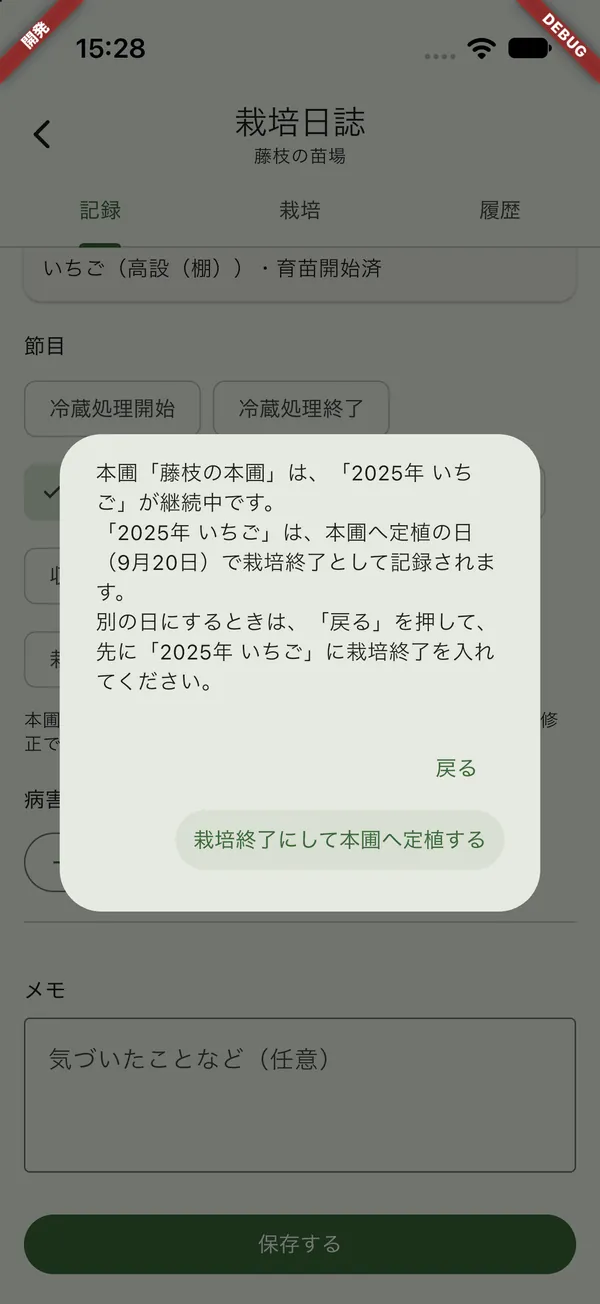 開発
DEBUG
15:28
栽培日誌
藤枝の苗場
記録
栽培
履歴
いちご（高設（棚））・育苗開始済
節目
冷蔵処理開始
冷蔵処理終了
本圃「藤枝の本圃」は、「2025年 いち
ご」が継続中です。
「2025年 いちご」は、本圃へ定植の日
（9月20日）で栽培終了として記録されま
す。
別の日にするときは、「戻る」を押して、
先に「2025年 いちご」に栽培終了を入れ
てください。
戻る
栽培終了にして本圃へ定植する
本圃
修
正で
病害
メモ
気づいたことなど（任意）
保存する